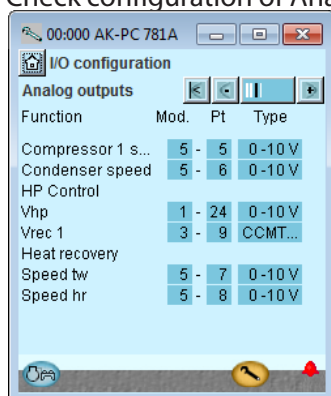 Check configuration of Ana
00:000 AK-PC 781A
I/O configuration
Analog outputs
Function Mod. Pt Type
Compressor 1 s... 5 - 5 0-10 V
Condenser speed 5 - 6 0-10 V
HP Control
Vhp 1 - 24 0-10 V
Vrec 1 3 - 9 CCMT...
Heat recovery
Speed tw 5 - 7 0-10 V
Speed hr 5 - 8 0-10 V